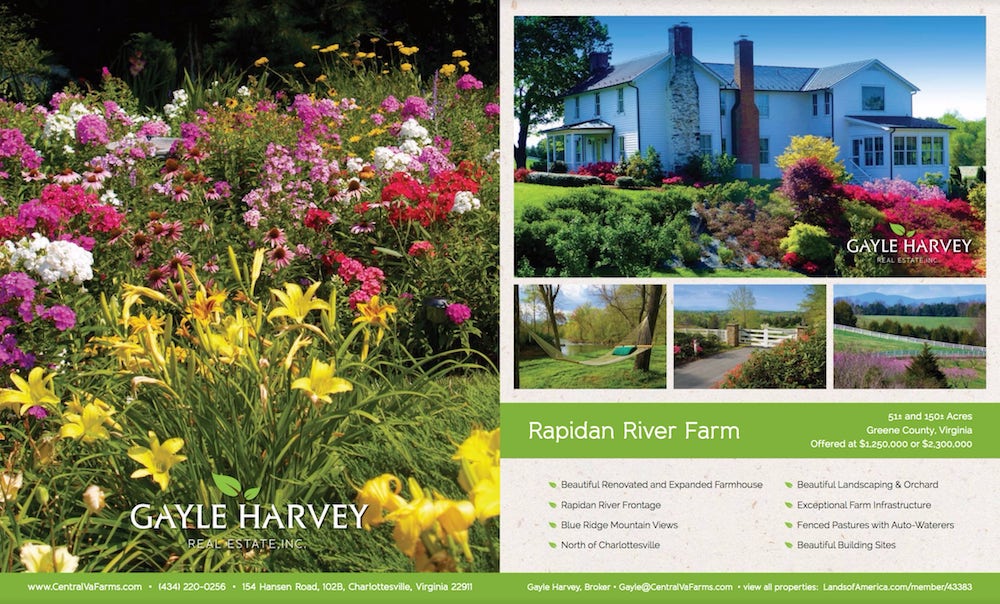 GAYLE HARVEY
REAL ESTATE, INC.
www.CentralVaFarms.com • (434) 220-0256 • 154 Hansen Road, 102B, Charlottesville, Virginia 22911
GAYLE HARVEY
REAL ESTATE, INC.
Rapidan River Farm
51± and 150± Acres
Greene County, Virginia
Offered at $1,250,000 or $2,300,000
Beautiful Renovated and Expanded Farmhouse
Rapidan River Frontage
Blue Ridge Mountain Views
North of Charlottesville
Beautiful Landscaping & Orchard
Exceptional Farm Infrastructure
Fenced Pastures with Auto-Waterers
Beautiful Building Sites
Gayle Harvey, Broker • Gayle@CentralVaFarms.com • view all properties: LandsofAmerica.com/member/43383